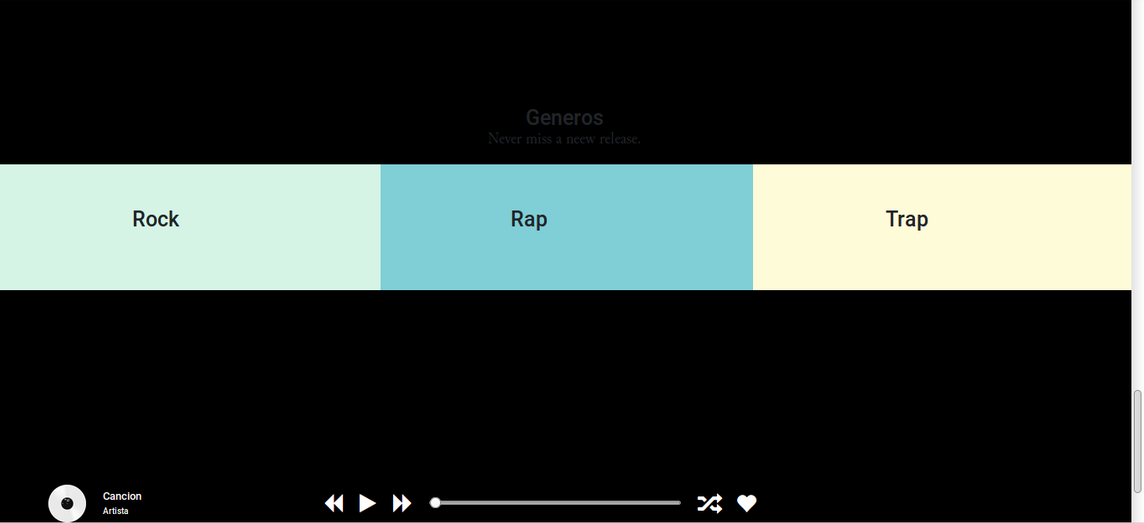 Generos
Never miss a neew release.
Rock
Rap
Trap
Cancion
Artista